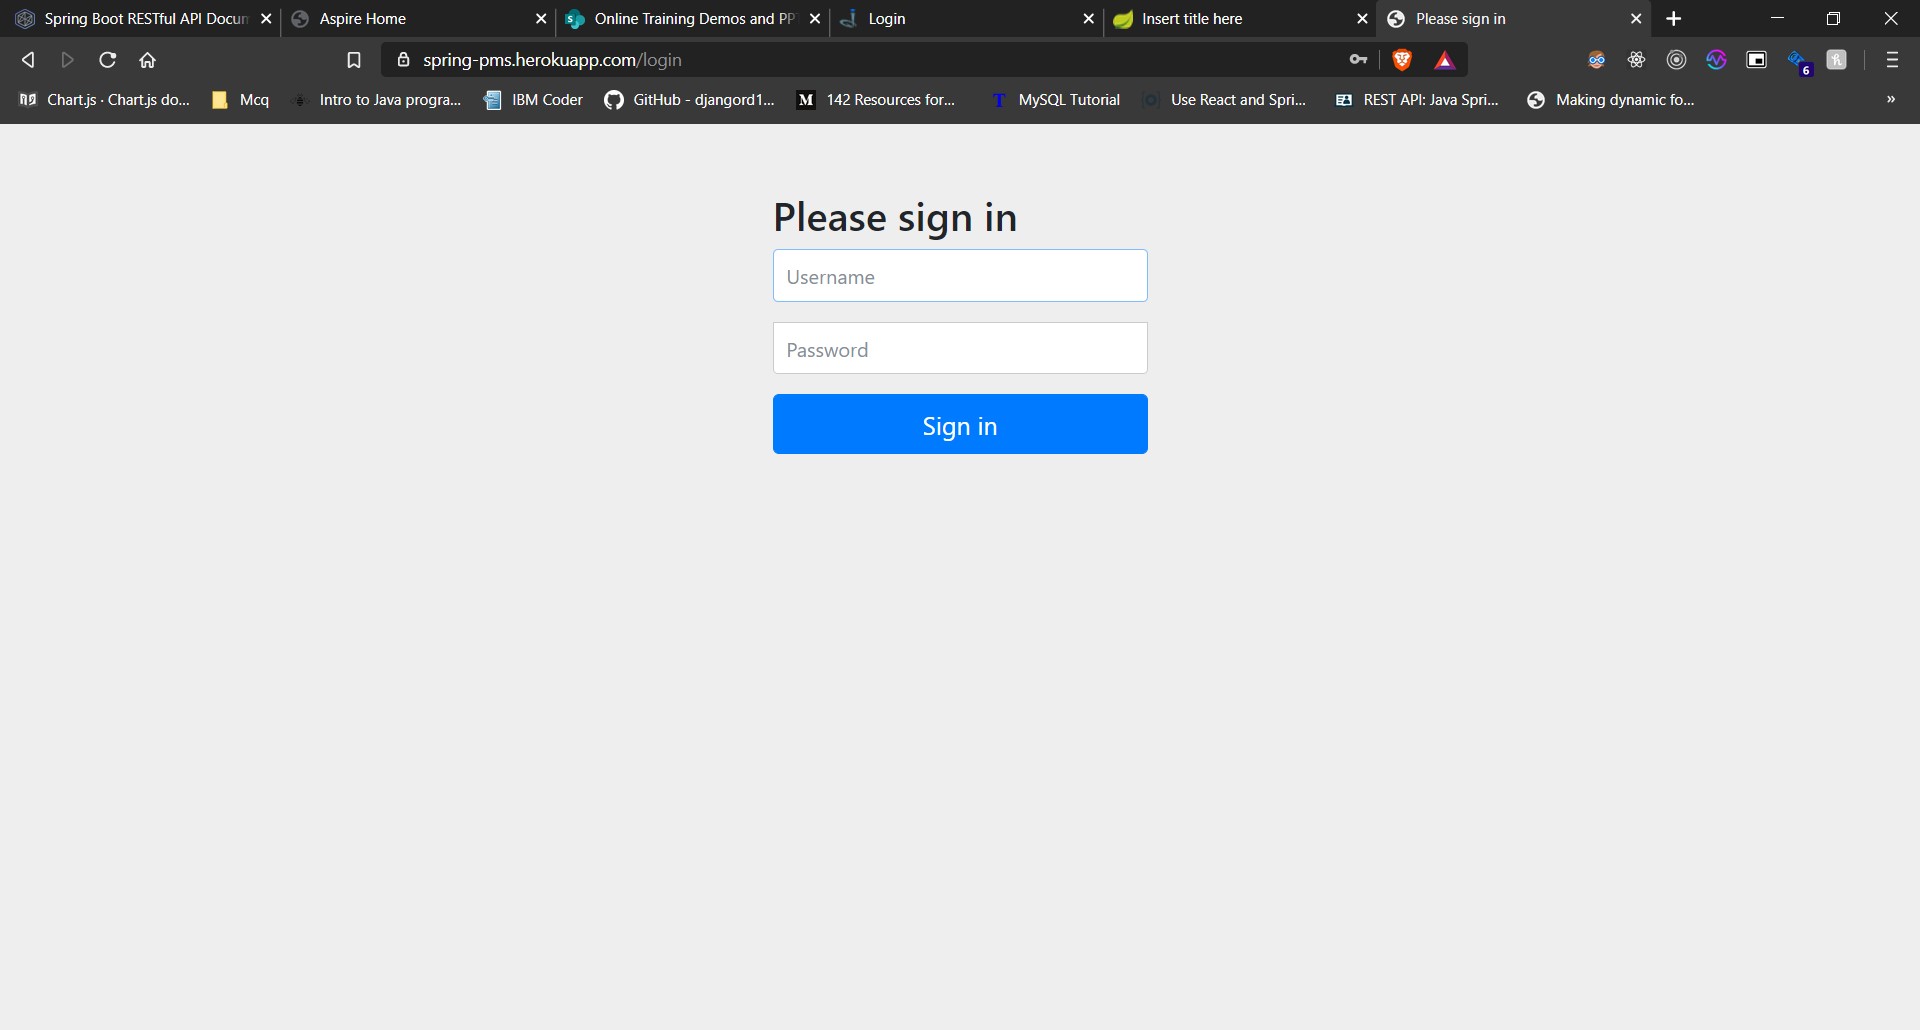 Spring Boot RESTful API Docum
Aspire Home
Online Training Demos and PP
Login
Insert title here
Please sign in
spring-pms.herokuapp.com/login
6
Chart.js · Chart.js do...
Mcq
Intro to Java progra...
IBM Coder
GitHub - djangord1...
142 Resources for...
MySQL Tutorial
Use React and Spri...
REST API: Java Spri...
Making dynamic fo...
»
Please sign in
Username
Password
Sign in